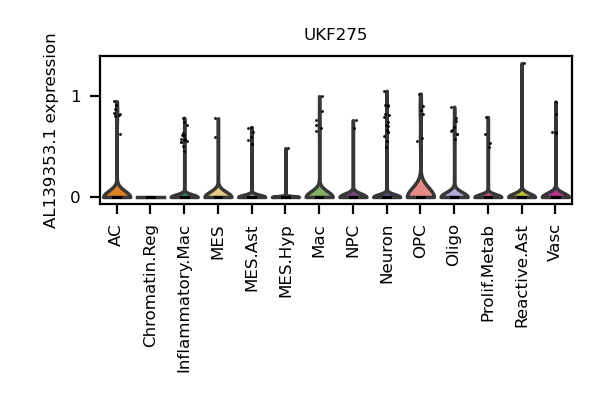 UKF275
AL139353.1 expression
1
0
AC
Chromatin.Reg
Inflammatory.Mac
MES
MES.Ast
MES.Hyp
Mac
NPC
Neuron
OPC
Oligo
Prolif.Metab
Reactive.Ast
Vasc